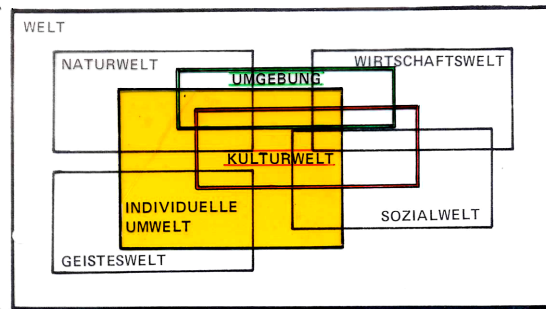 WELT
NATURWELT
WIRTSCHAFTSWELT
UMGEBUNG
KULTURWELT
INDIVIDUELLE
UMWELT
SOZIALWELT
GEISTESWELT